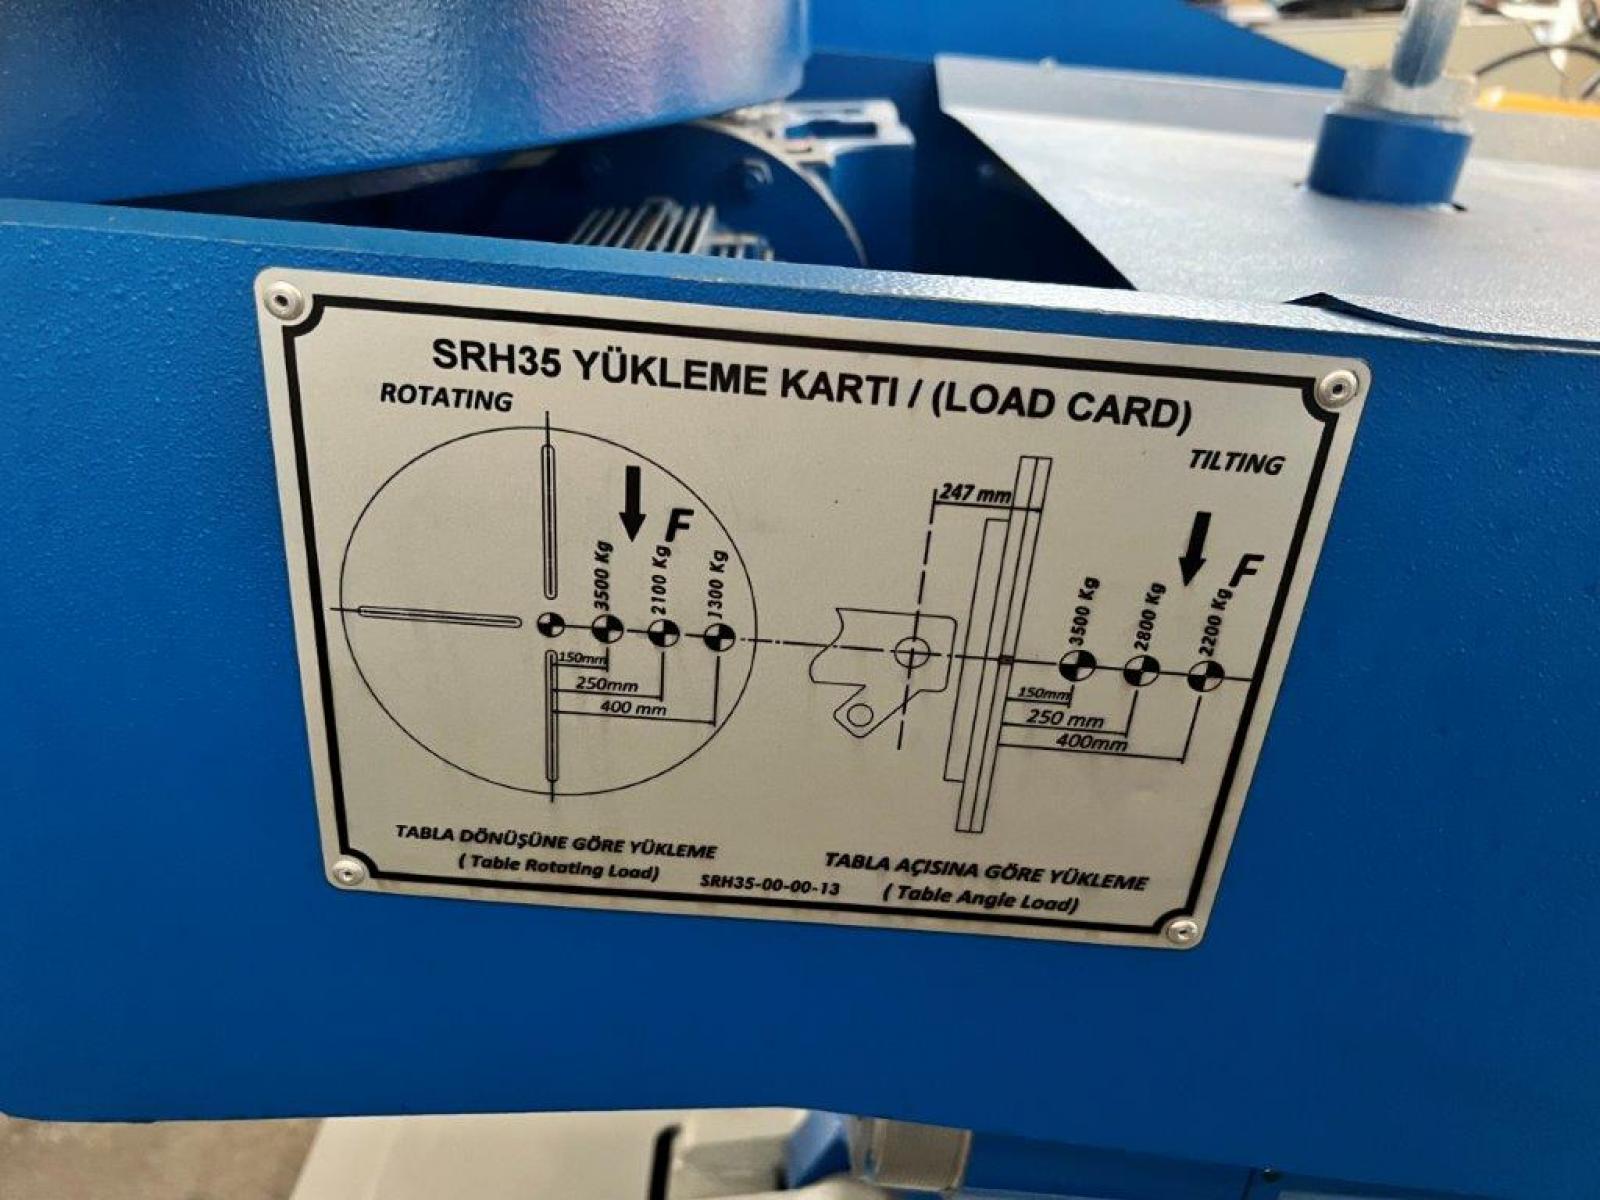 SRH35 YÜKLEME KARTI / (LOAD CARD)
ROTATING
F
3500 Kg
2100 Kg
1300 Kg
150mm
250mm
400 mm
TABLA DÖNÜŞÜNE GÖRE YÜKLEME
( Table Rotating Load)
SRH35-00-00-13
TILTING
247 mm
F
3500 Kg
2800 Kg
2200 Kg
150mm
250 mm
400mm
TABLA AÇISINA GÖRE YÜKLEME
( Table Angle Load)